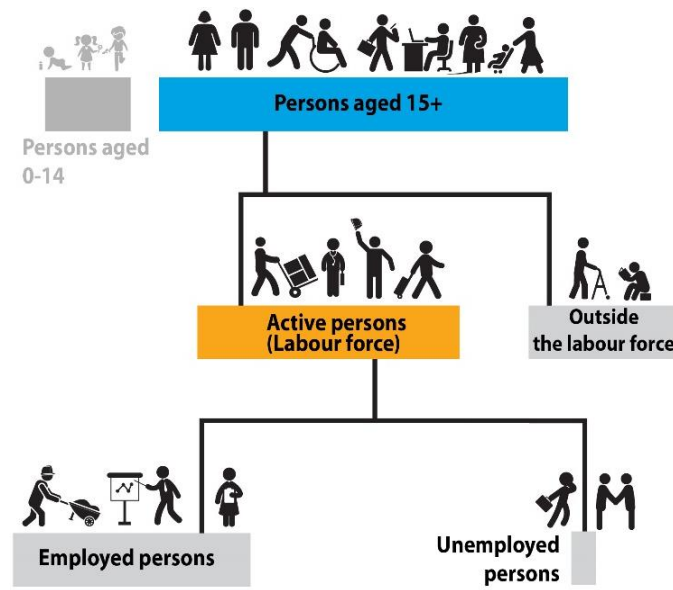 Persons aged 15+
Persons aged
0-14
Active persons
(Labour force)
Outside
the labour force
Employed persons
Unemployed
persons